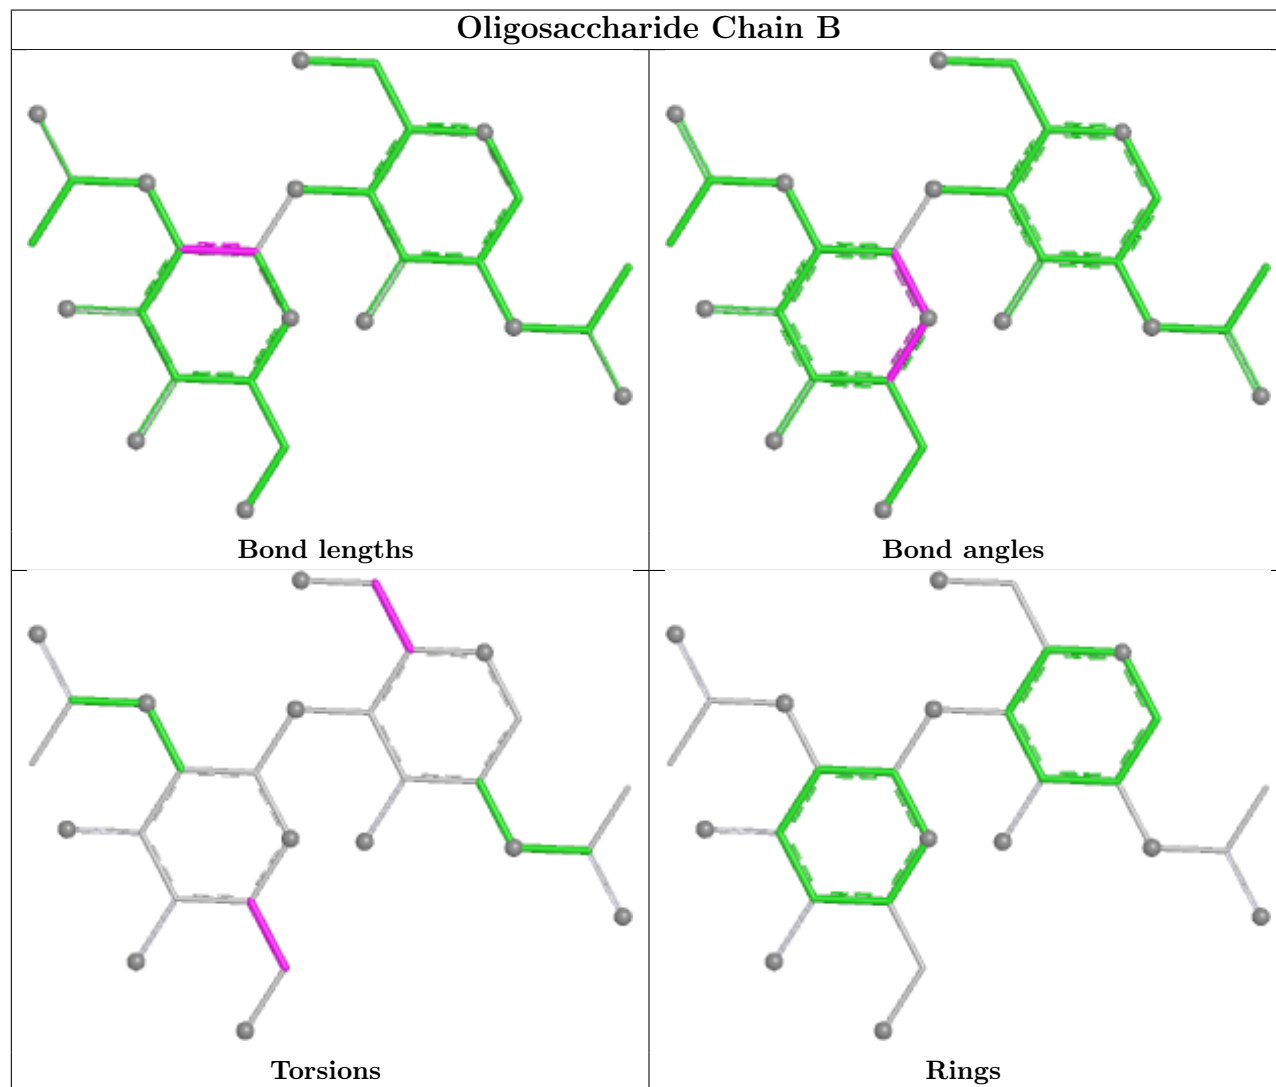 Oligosaccharide Chain B
Bond lengths
Bond angles
Torsions
Rings